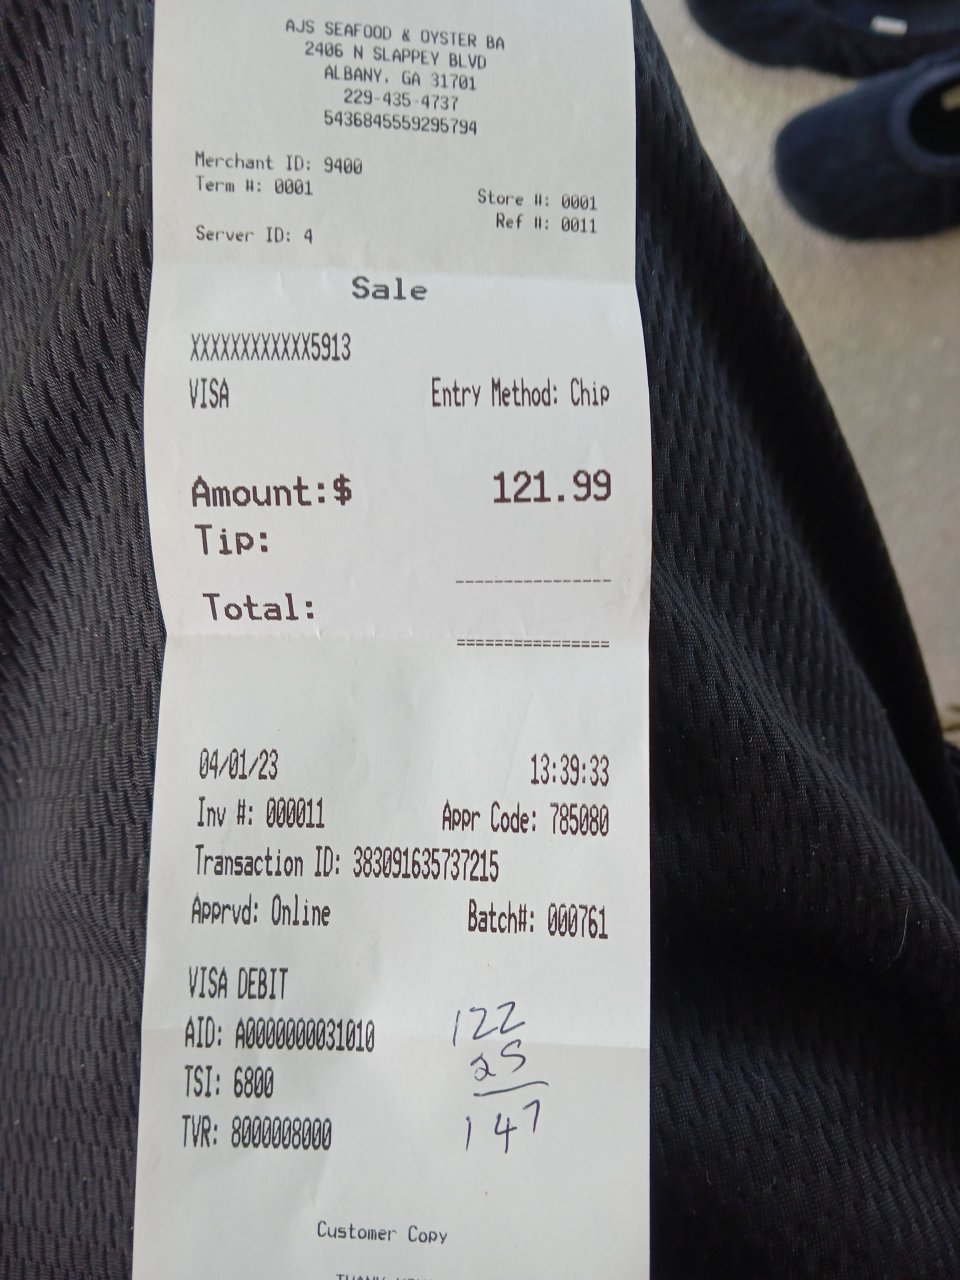 AJS SEAFOOD & OYSTER BA
2406 N SLAPPEY BLVD
ALBANY, GA 31701
229-435-4737
5436845559295794
Merchant ID: 9400
Term #: 0001
Store #: 0001
Ref #: 0011
Server ID: 4
Sale
XXXXXXXXXXXX5913
VISA Entry Method: Chip
Amount:$ 121.99
Tip:
Total:
04/01/23 13:39:33
Inv #: 000011 Appr Code: 785080
Transaction ID: 383091635737215
Apprvd: Online Batch#: 000761
VISA DEBIT
AID: A0000000031010
TSI: 6800
TVR: 8000008000
122
25
147
Customer Copy